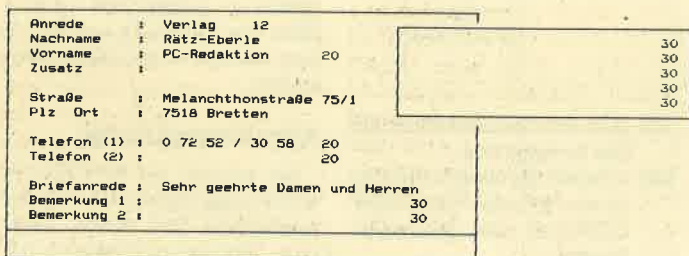 Anrede : Verlag 12
Nachname : Rätz-Eberle
Vorname : PC-Redaktion 20
Zusatz :
Straße : Melanchthonstraße 75/1
Plz Ort : 7518 Bretten
Telefon (1) : 0 72 52 / 30 58 20
Telefon (2) : 20
Briefanrede : Sehr geehrte Damen und Herren
Bemerkung 1 : 30
Bemerkung 2 : 30
30
30
30
30
30